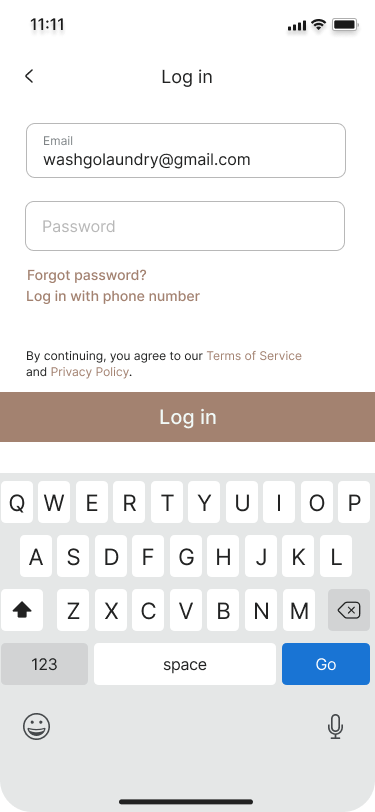 11:11
Log in
Email
washgolaundry@gmail.com
Password
Forgot password?
Log in with phone number
By continuing, you agree to our Terms of Service
and Privacy Policy.
Log in
Q W E R T Y U I O P
A S D F G H J K L
Z X C V B N M
123 space Go